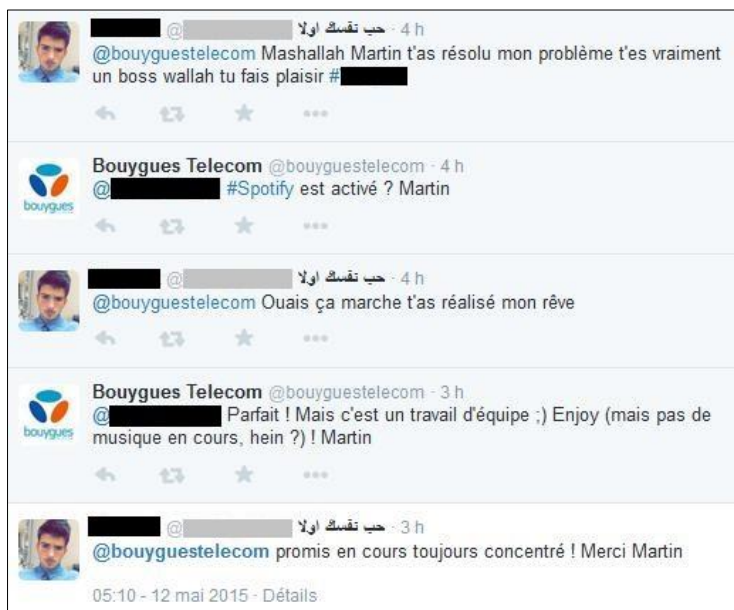 @ حب نفسك اولا · 4 h
@bouyguestelecom Mashallah Martin t'as résolu mon problème t'es vraiment
un boss wallah tu fais plaisir #
Bouygues Telecom @bouyguestelecom · 4 h
@ #Spotify est activé ? Martin
bouygues
@ حب نفسك اولا · 4 h
@bouyguestelecom Ouais ça marche t'as réalisé mon rêve
Bouygues Telecom @bouyguestelecom · 3 h
@ Parfait ! Mais c'est un travail d'équipe ;) Enjoy (mais pas de
bouygues
musique en cours, hein ?) ! Martin
@ حب نفسك اولا · 3 h
@bouyguestelecom promis en cours toujours concentré ! Merci Martin
05:10 - 12 mai 2015 · Détails